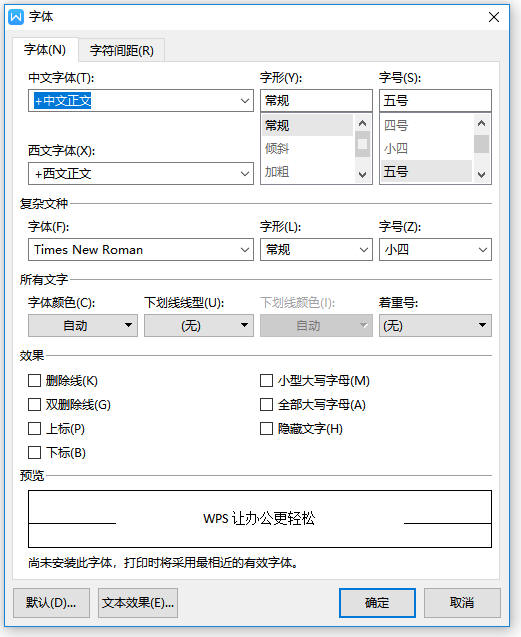 字体
字体(N) 字符间距(R)
中文字体(T): 字形(Y): 字号(S):
+中文正文 常规 五号
常规 四号
倾斜 小四
西文字体(X):
+西文正文 加粗 五号
复杂文种
字体(F): 字形(L): 字号(Z):
Times New Roman 常规 小四
所有文字
字体颜色(C): 下划线线型(U): 下划线颜色(I): 着重号:
自动 (无) 自动 (无)
效果
删除线(K) 小型大写字母(M)
双删除线(G) 全部大写字母(A)
上标(P) 隐藏文字(H)
下标(B)
预览
WPS 让办公更轻松
尚未安装此字体，打印时将采用最相近的有效字体。
默认(D)... 文本效果(E)... 确定 取消